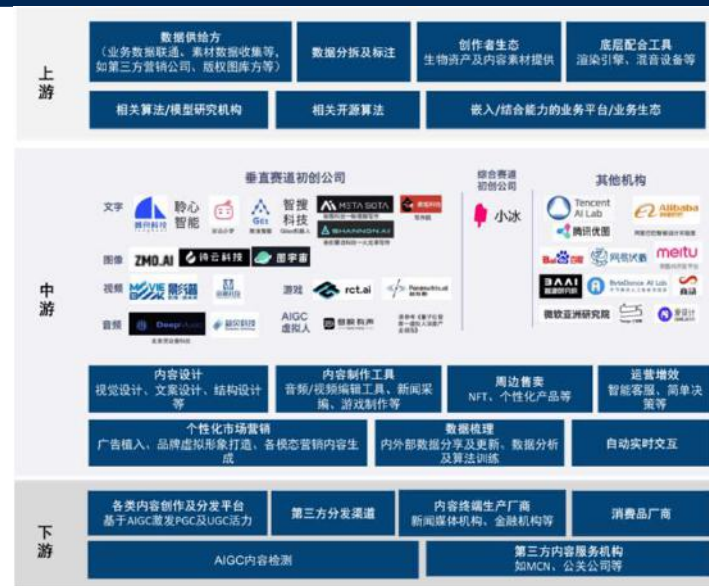 上游
数据供给方
（业务数据联通、素材数据收集等，
如第三方营销公司、版权图库方等）
数据分拆及标注
创作者生态
生物资产及内容素材提供
底层配合工具
渲染引擎、混音设备等
相关算法/模型研究机构
相关开源算法
嵌入/结合能力的业务平台/业务生态
中游
垂直赛道初创公司
综合赛道
初创公司
其他机构
文字
聆心
智能
智搜
科技
META SOTA
SHANNON.AI
小冰
Tencent
AI Lab
Alibaba
腾讯优图
图像
ZMO.AI
诗云科技
图宇宙
Bai
百度
网易伏羲
meitu
视频
MOVIE
影谱
游戏
rct.ai
BAAI
ByteDance AI Lab
音频
DeepMusic
AIGC
虚拟人
微软亚洲研究院
内容设计
视觉设计、文案设计、结构设计
等
内容制作工具
音频/视频编辑工具、新闻采
编、游戏制作等
周边售卖
NFT、个性化产品等
运营增效
智能客服、简单决
策等
个性化市场营销
广告植入、品牌虚拟形象打造、各模态营销内容生
成
数据梳理
内外部数据分享及更新、数据分析
及算法训练
自动实时交互
下游
各类内容创作及分发平台
基于AIGC激发PGC及UGC活力
第三方分发渠道
内容终端生产厂商
新闻媒体机构、金融机构等
消费品厂商
AIGC内容检测
第三方内容服务机构
如MCN、公关公司等